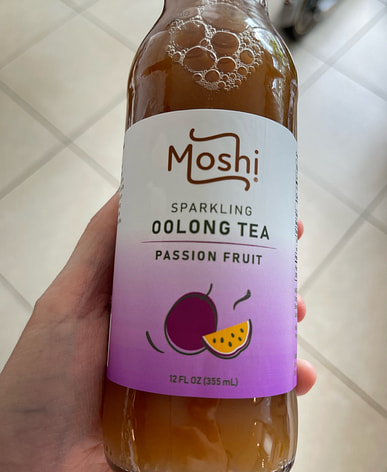 Moshi
SPARKLING
OOLONG TEA
PASSION FRUIT
12 FL OZ (355 mL)